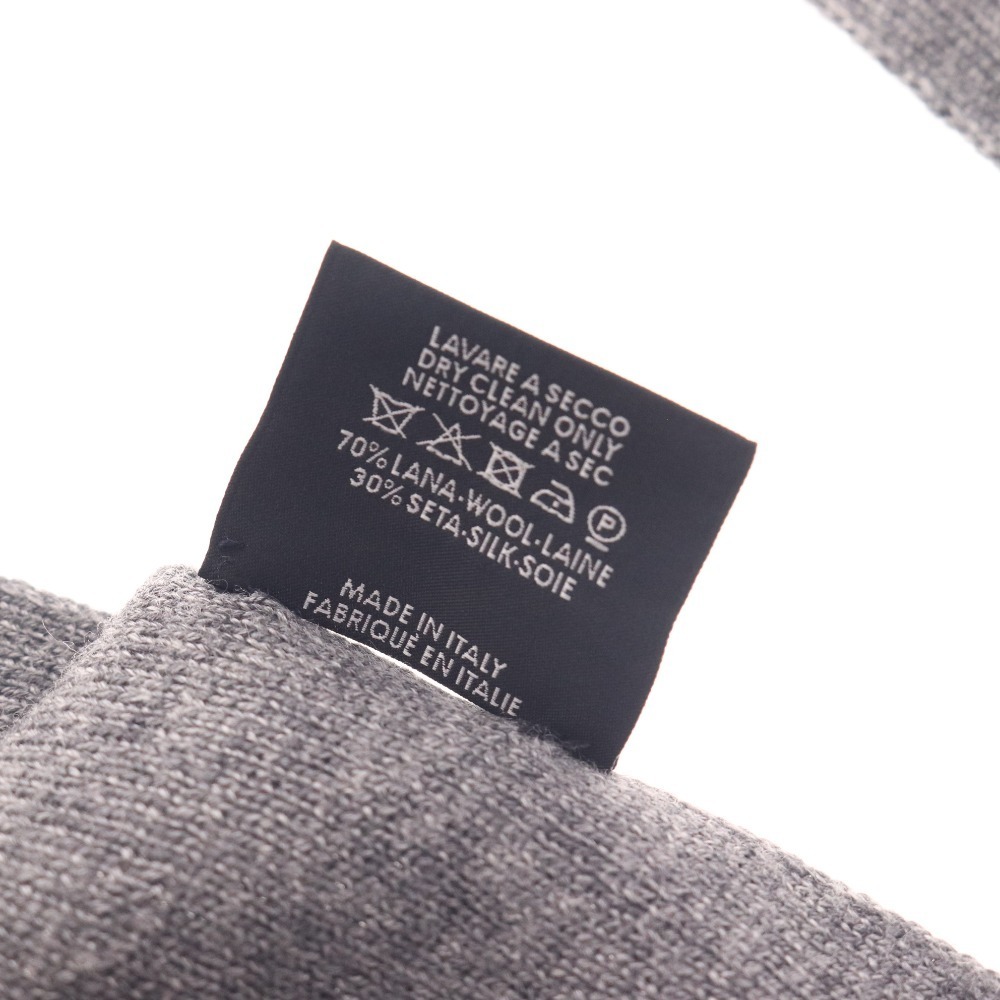 LAVARE A SECCO
DRY CLEAN ONLY
NETTOYAGE A SEC
P
70% LANA·WOOL·LAINE
30% SETA·SILK·SOIE
MADE IN ITALY
FABRIQUÉ EN ITALIE